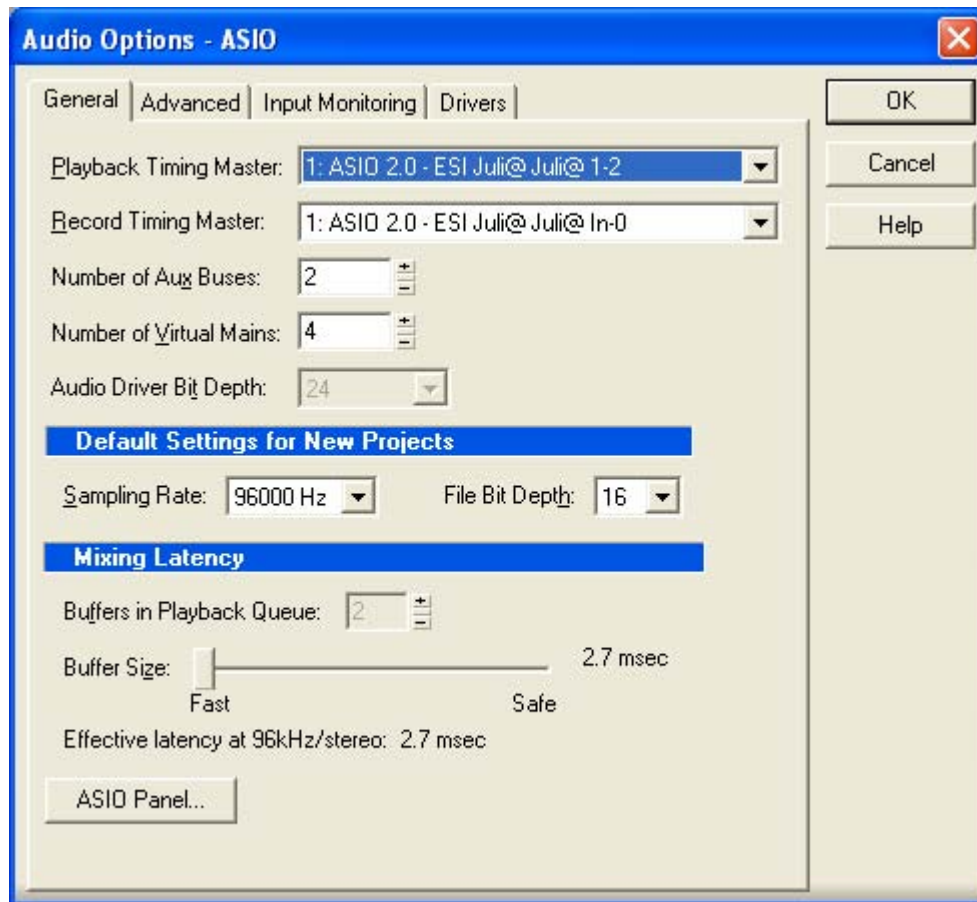 Audio Options - ASIO
General Advanced Input Monitoring Drivers
OK
Cancel
Help
Playback Timing Master: 1: ASIO 2.0 - ESI Juli@ Juli@ 1-2
Record Timing Master: 1: ASIO 2.0 - ESI Juli@ Juli@ In-0
Number of Aux Buses: 2
Number of Virtual Mains: 4
Audio Driver Bit Depth: 24
Default Settings for New Projects
Sampling Rate: 96000 Hz File Bit Depth: 16
Mixing Latency
Buffers in Playback Queue: 2
Buffer Size: 2.7 msec
Fast Safe
Effective latency at 96kHz/stereo: 2.7 msec
ASIO Panel...